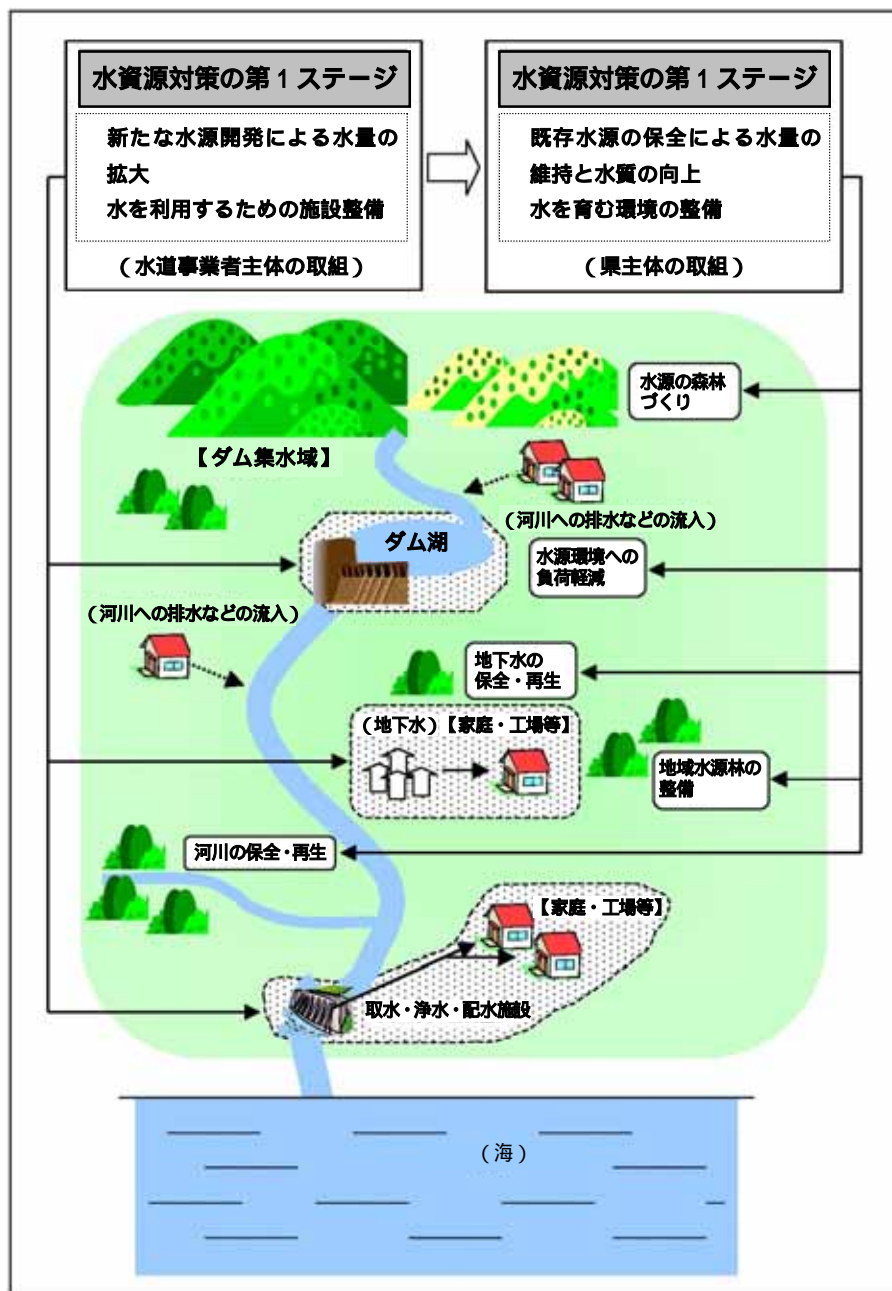 水資源対策の第1ステージ
新たな水源開発による水量の
拡大
水を利用するための施設整備
(水道事業者主体の取組)
水資源対策の第1ステージ
既存水源の保全による水量の
維持と水質の向上
水を育む環境の整備
(県主体の取組)
水源の森林
づくり
【ダム集水域】
(河川への排水などの流入)
ダム湖
水源環境への
負荷軽減
(河川への排水などの流入)
地下水の
保全・再生
(地下水)【家庭・工場等】
地域水源林の
整備
河川の保全・再生
【家庭・工場等】
取水・浄水・配水施設
(海)